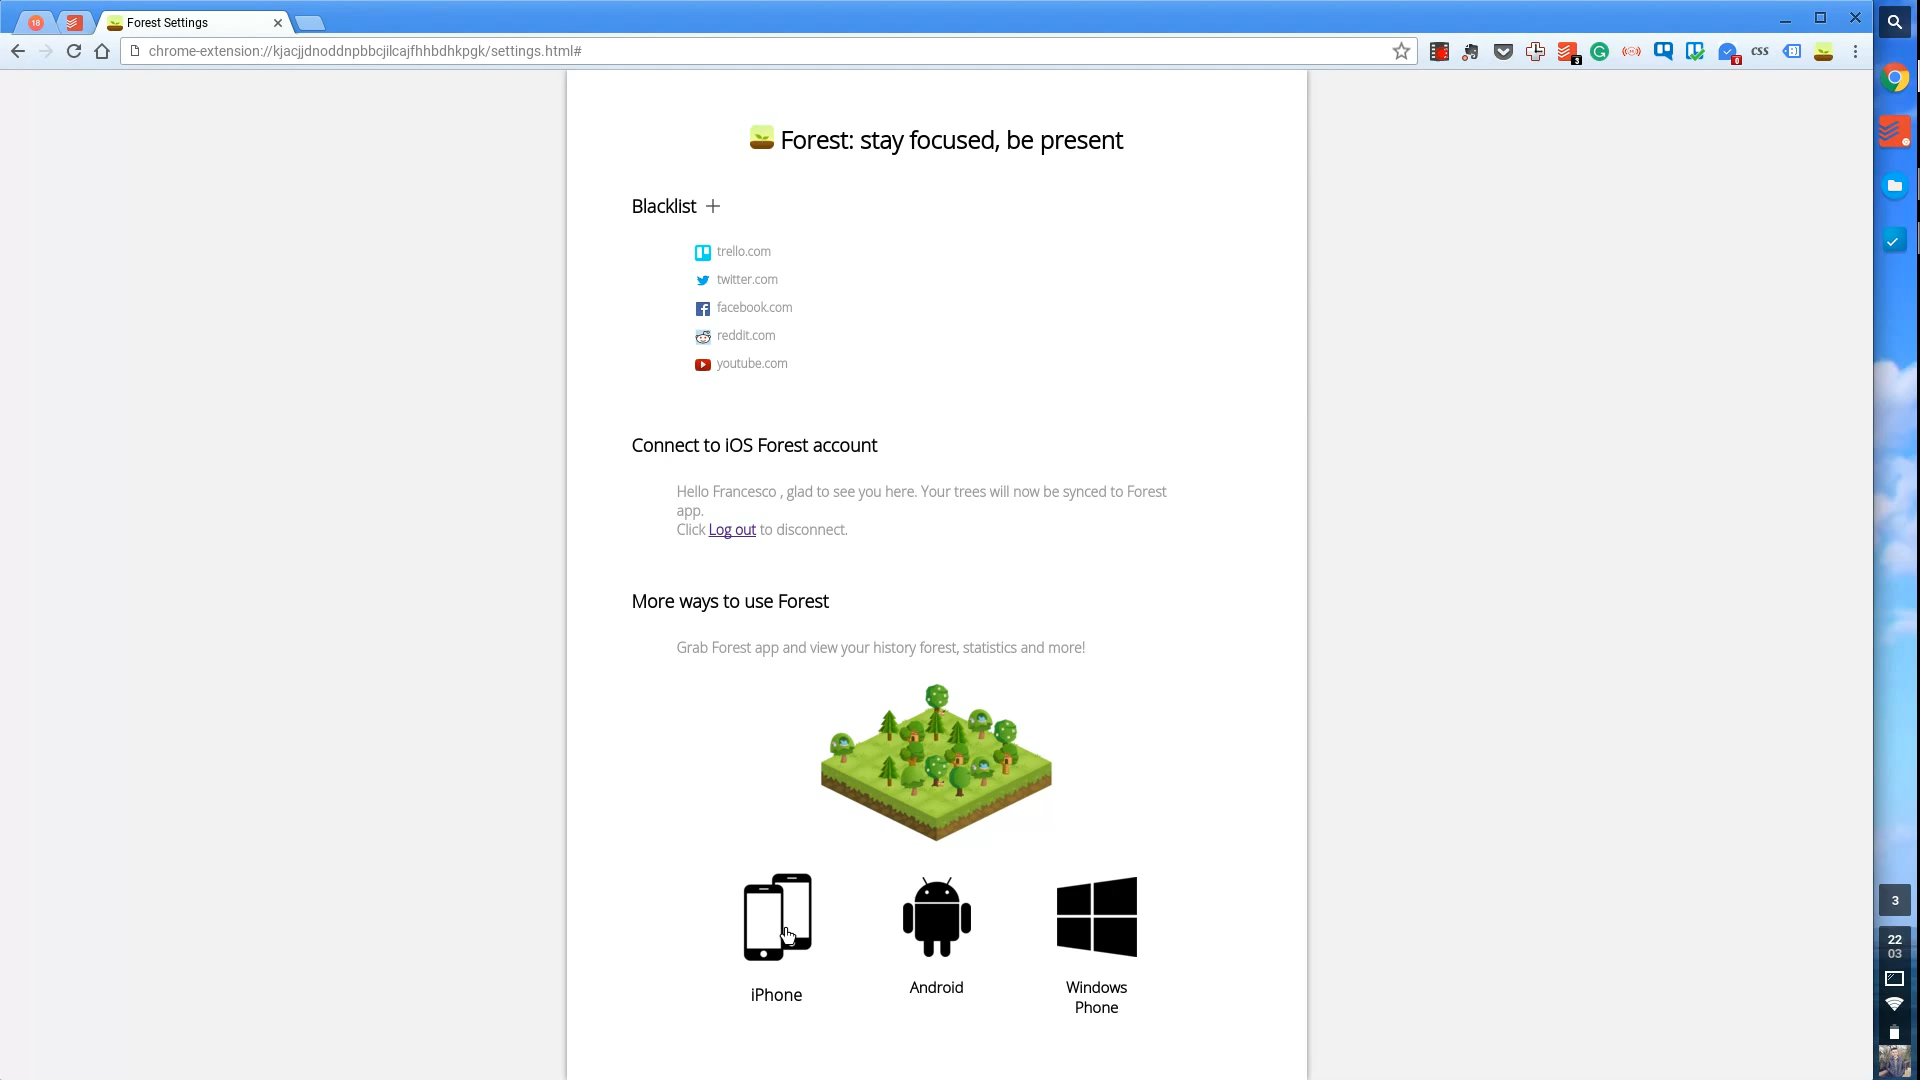 18
Forest Settings
chrome-extension://kjacjjdnoddnpbbcjilcajfhhbdhkpgk/settings.html#
3
0
css
Forest: stay focused, be present
Blacklist
trello.com
twitter.com
facebook.com
reddit.com
youtube.com
Connect to iOS Forest account
Hello Francesco , glad to see you here. Your trees will now be synced to Forest
app.
Click Log out to disconnect.
More ways to use Forest
Grab Forest app and view your history forest, statistics and more!
iPhone
Android
Windows
Phone
3
22
03